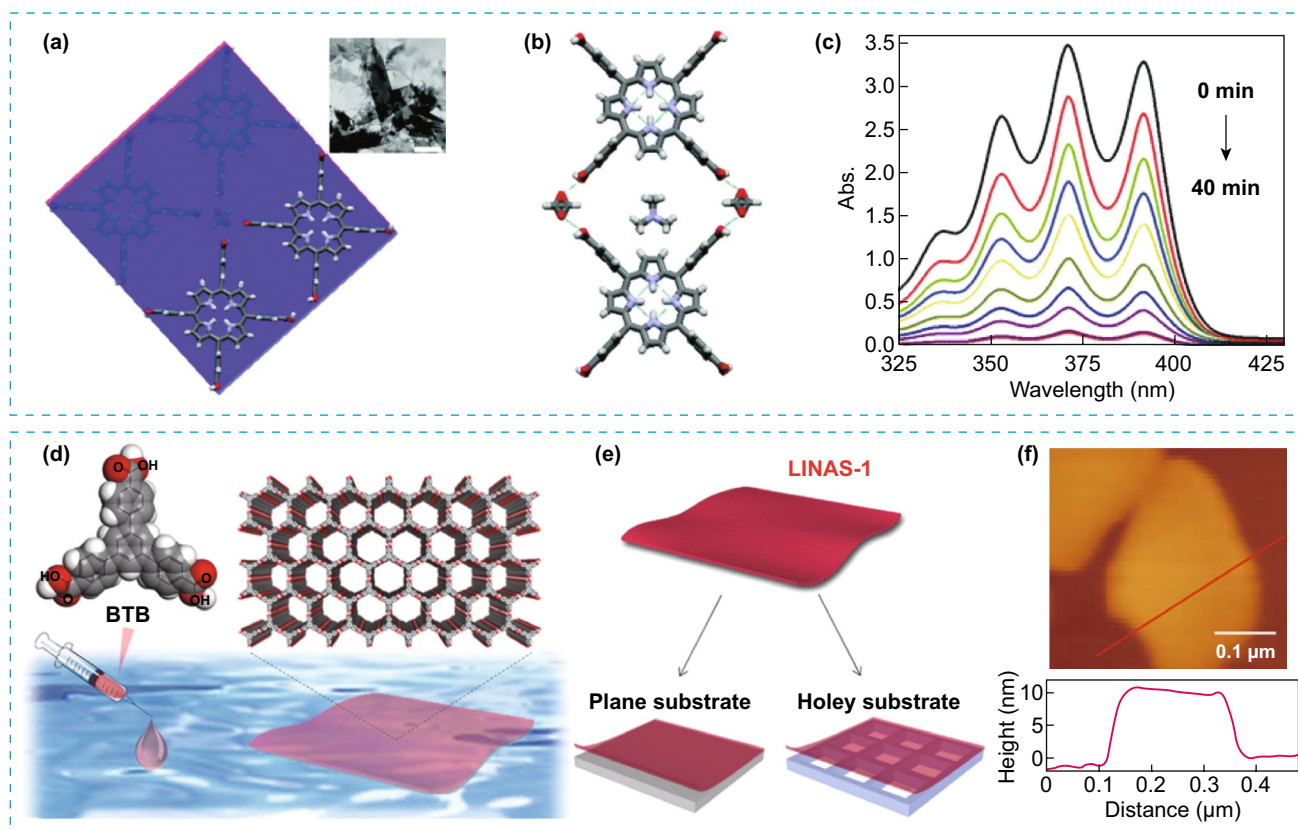 (a)
(b)
(c)
3.5
3.0
2.5
2.0
1.5
1.0
0.5
0.0
Abs.
0 min
40 min
325 350 375 400 425
Wavelength (nm)
(d)
O OH
HO O
O OH
BTB
(e)
LINAS-1
Plane substrate
Holey substrate
(f)
0.1 µm
10
0
Height (nm)
0 0.1 0.2 0.3 0.4
Distance (µm)